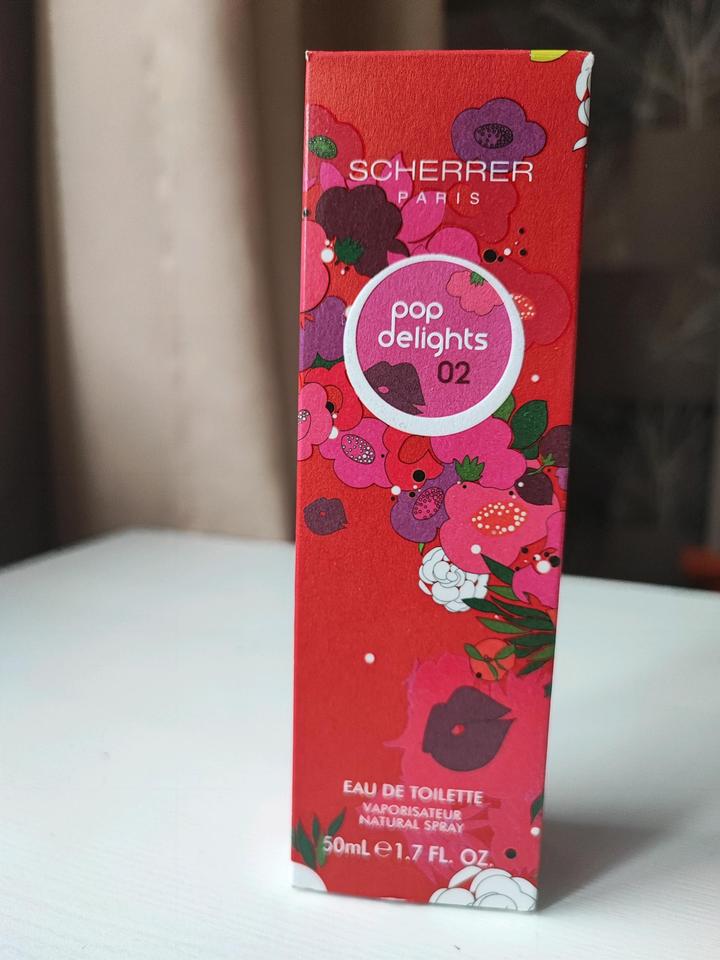 SCHERRER
PARIS
pop
delights
02
EAU DE TOILETTE
VAPORISATEUR
NATURAL SPRAY
50mL ℮ 1.7 FL. OZ.